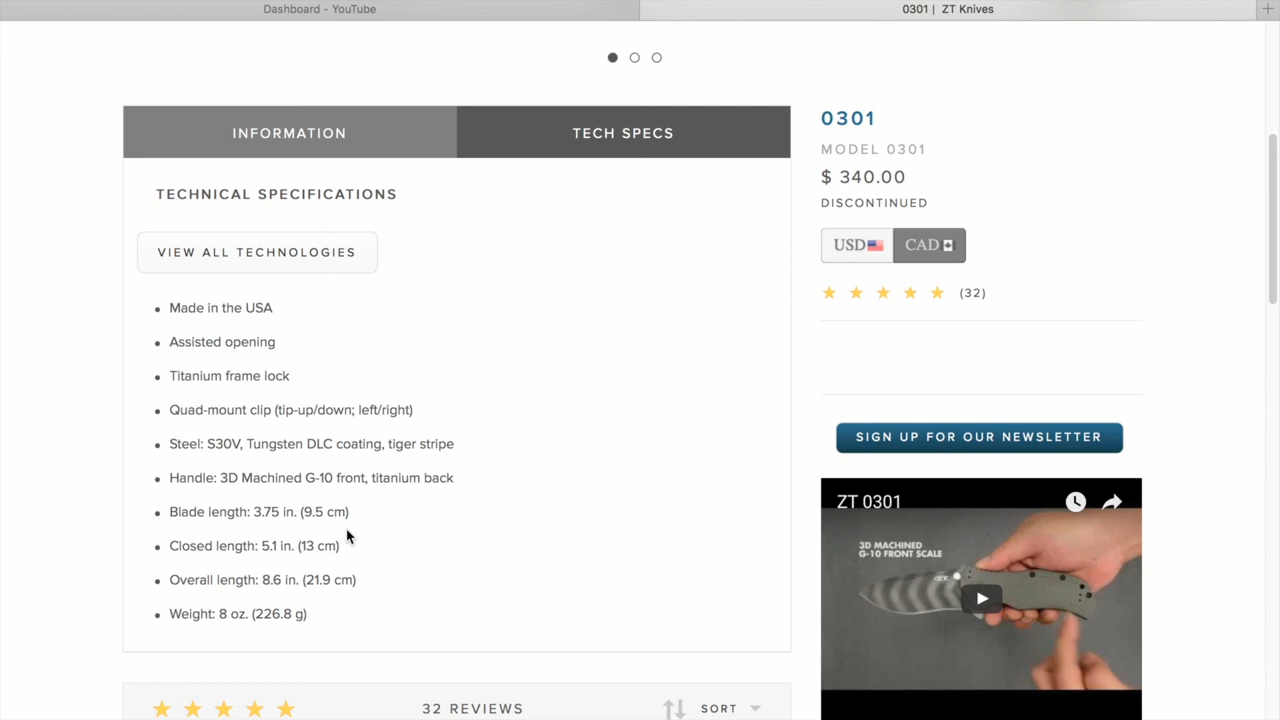 Dashboard - YouTube
0301 | ZT Knives
INFORMATION
TECH SPECS
TECHNICAL SPECIFICATIONS
VIEW ALL TECHNOLOGIES
Made in the USA
Assisted opening
Titanium frame lock
Quad-mount clip (tip-up/down; left/right)
Steel: S30V, Tungsten DLC coating, tiger stripe
Handle: 3D Machined G-10 front, titanium back
Blade length: 3.75 in. (9.5 cm)
Closed length: 5.1 in. (13 cm)
Overall length: 8.6 in. (21.9 cm)
Weight: 8 oz. (226.8 g)
32 REVIEWS
SORT
0301
MODEL 0301
$ 340.00
DISCONTINUED
USD
CAD
(32)
SIGN UP FOR OUR NEWSLETTER
ZT 0301
3D MACHINED
G-10 FRONT SCALE